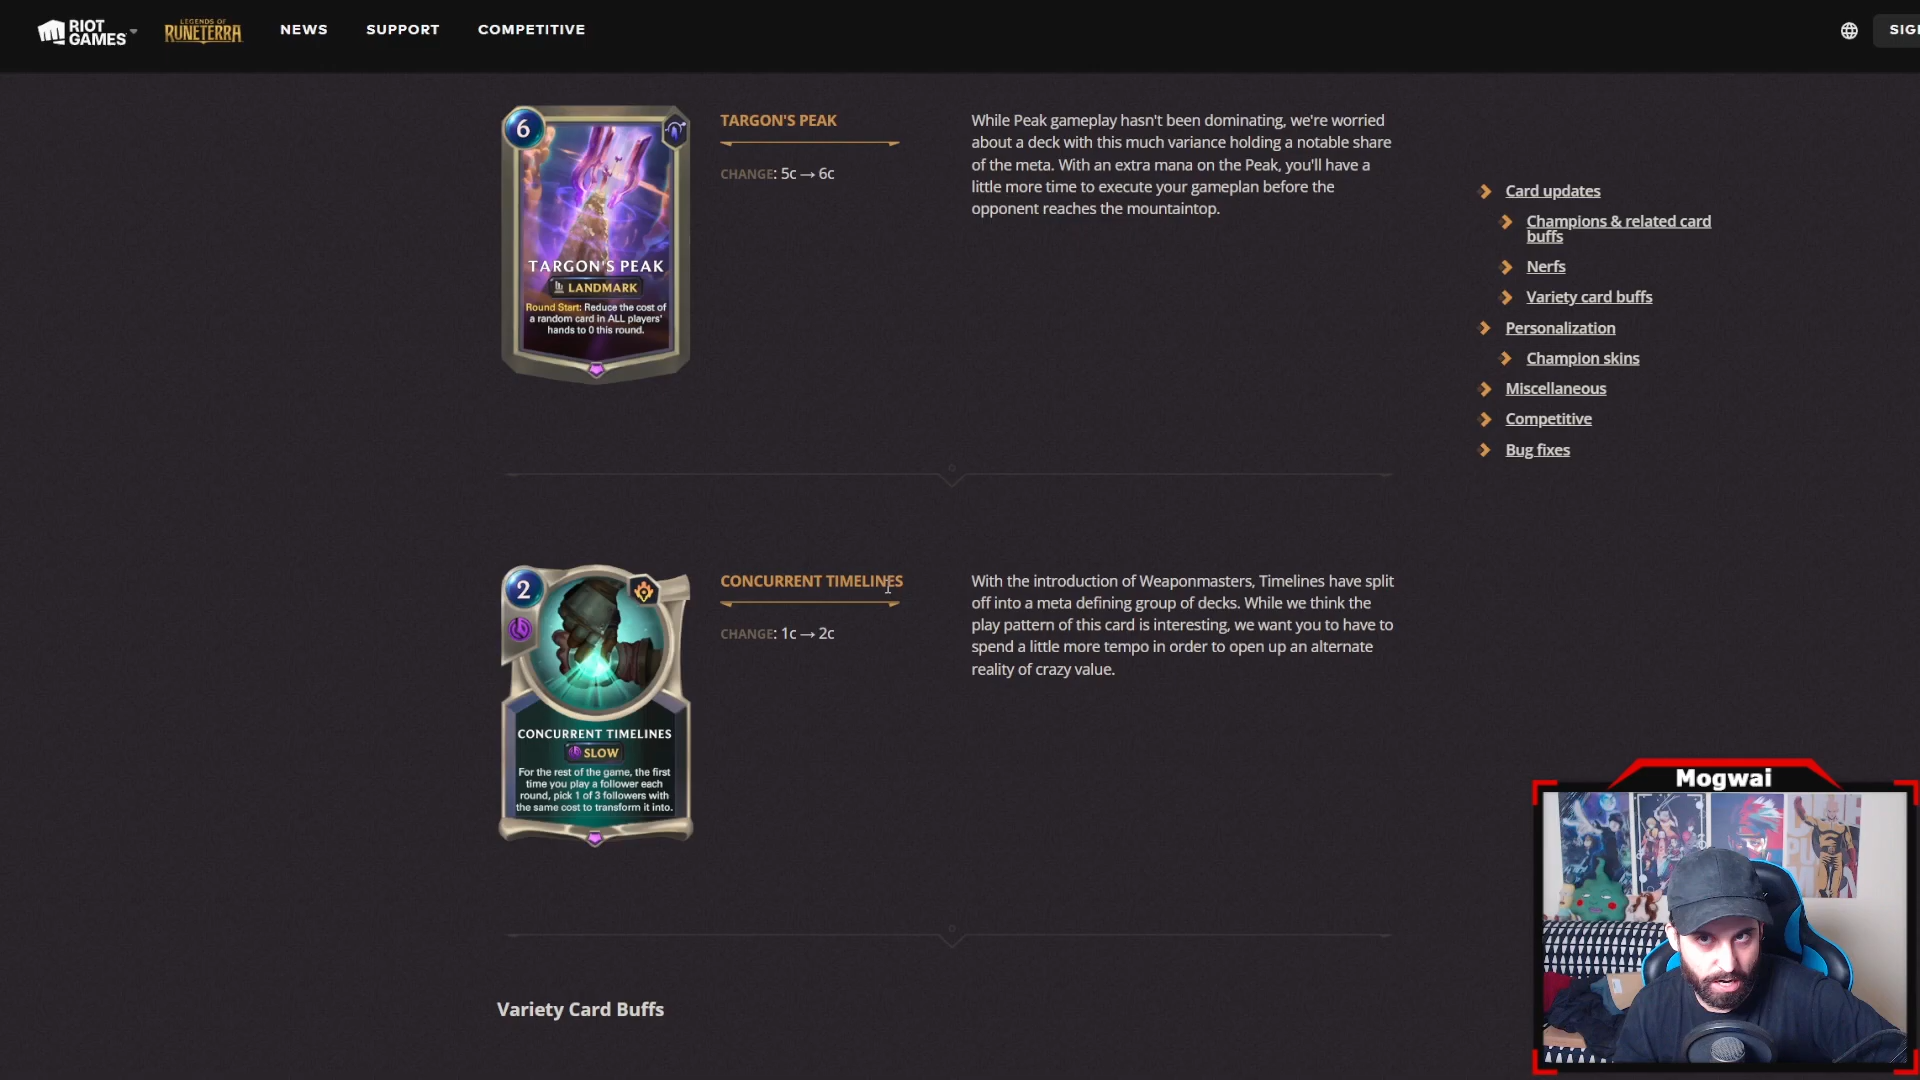 RIOT GAMES
LEGENDS OF RUNETERRA
NEWS
SUPPORT
COMPETITIVE
SIG
6
TARGON'S PEAK
LANDMARK
Round Start: Reduce the cost of
a random card in ALL players'
hands to 0 this round.
TARGON'S PEAK
CHANGE: 5c → 6c
While Peak gameplay hasn't been dominating, we're worried
about a deck with this much variance holding a notable share
of the meta. With an extra mana on the Peak, you'll have a
little more time to execute your gameplan before the
opponent reaches the mountaintop.
Card updates
Champions & related card
buffs
Nerfs
Variety card buffs
Personalization
Champion skins
Miscellaneous
Competitive
Bug fixes
2
CONCURRENT TIMELINES
SLOW
For the rest of the game, the first
time you play a follower each
round, pick 1 of 3 followers with
the same cost to transform it into.
CONCURRENT TIMELINES
CHANGE: 1c → 2c
With the introduction of Weaponmasters, Timelines have split
off into a meta defining group of decks. While we think the
play pattern of this card is interesting, we want you to have to
spend a little more tempo in order to open up an alternate
reality of crazy value.
Variety Card Buffs
Mogwai